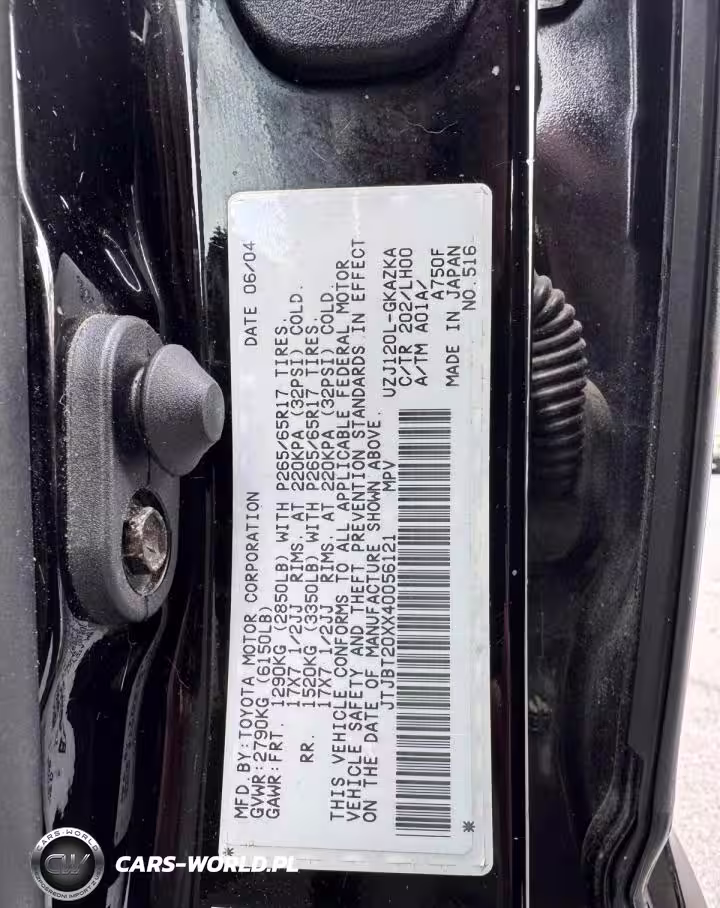 MFD. BY: TOYOTA MOTOR CORPORATION DATE 06/04
GVWR: 2790KG (6150LB)
GAWR: FRT. 1290KG (2850LB) WITH P265/65R17 TIRES.
17X7 1/2JJ RIMS, AT 220KPA (32PSI) COLD.
RR. 1520KG (3350LB) WITH P265/65R17 TIRES.
17X7 1/2JJ RIMS, AT 220KPA (32PSI) COLD.
THIS VEHICLE CONFORMS TO ALL APPLICABLE FEDERAL MOTOR
VEHICLE SAFETY AND THEFT PREVENTION STANDARDS IN EFFECT
ON THE DATE OF MANUFACTURE SHOWN ABOVE.
JTJBT20XX40056121 MPV
UZJ120L-GKAZKA
C/TR 202/LH00
A/TM A01A/
A750F
MADE IN JAPAN
NO. 516
CARS-WORLD
CW
CARS-WORLD.PL